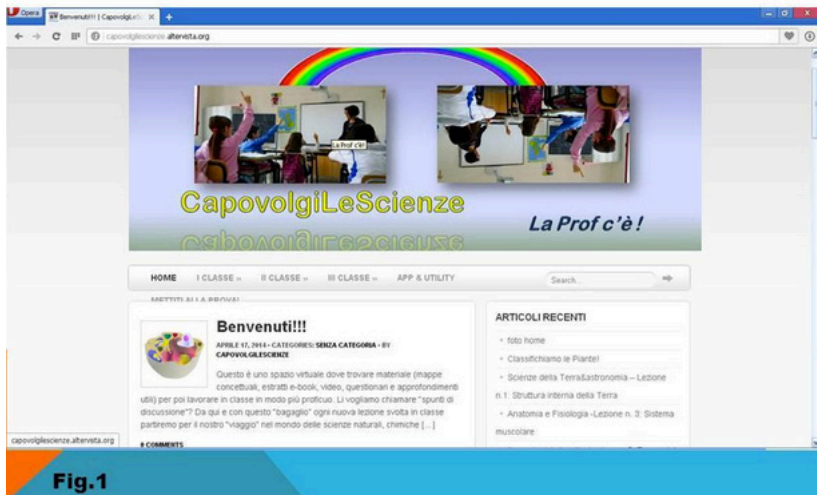 Opera
Benvenuti!!! | CapovolgiLeSc
capovolgilescienze.altervista.org
La Prof c'è!
CapovolgiLeScienze
La Prof c'è !
HOME I CLASSE » II CLASSE » III CLASSE » APP & UTILITY
Search...
METTITI ALLA PROVA!
Benvenuti!!!
APRILE 17, 2014 • CATEGORIES: SENZA CATEGORIA • BY
CAPOVOLGILESCIENZE
Questo è uno spazio virtuale dove trovare materiale (mappe
concettuali, estratti e-book, video, questionari e approfondimenti
utili) per poi lavorare in classe in modo più proficuo. Li vogliamo chiamare "spunti di
discussione"? Da qui e con questo "bagaglio" ogni nuova lezione svolta in classe
partiremo per il nostro "viaggio" nel mondo delle scienze naturali, chimiche [...]
0 COMMENTS
ARTICOLI RECENTI
foto home
Classifichiamo le Piante!
Scienze della Terra&astronomia – Lezione
n.1: Struttura interna della Terra
Anatomia e Fisiologia -Lezione n. 3: Sistema
muscolare
capovolgilescienze.altervista.org
Fig.1